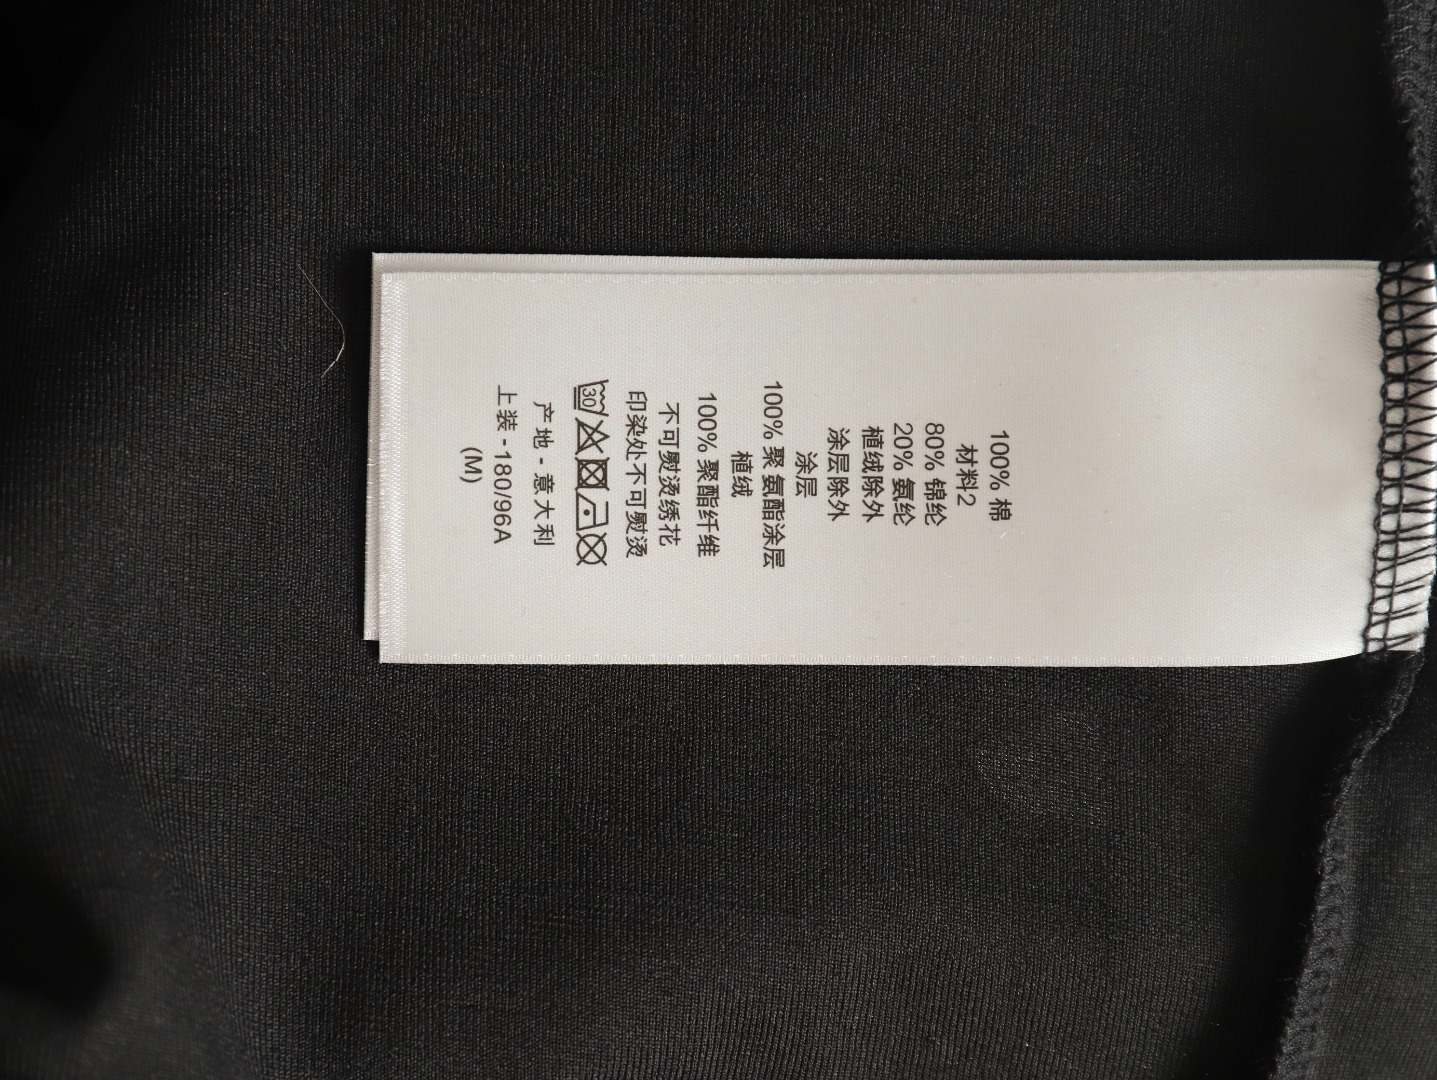 100% 棉
材料2
80% 锦纶
20% 氨纶
植绒除外
涂层除外
涂层
100% 聚 氨酯涂层
植绒
100% 聚酯纤维
不可熨烫绣花
印染处不可熨烫
30
产地 - 意大利
上装 - 180/96A
(M)